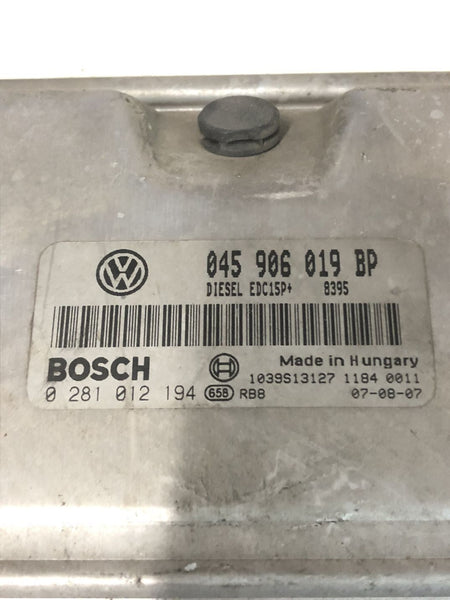 045 906 019 BP
DIESEL EDC15P+ 8395
BOSCH Made in Hungary
1039S13127 1184 0011
0 281 012 194 658 RB8 07-08-07